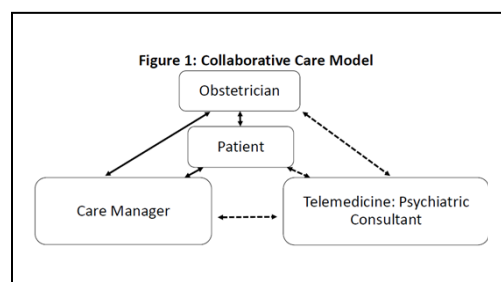 Figure 1: Collaborative Care Model
Obstetrician
Patient
Care Manager
Telemedicine: Psychiatric
Consultant